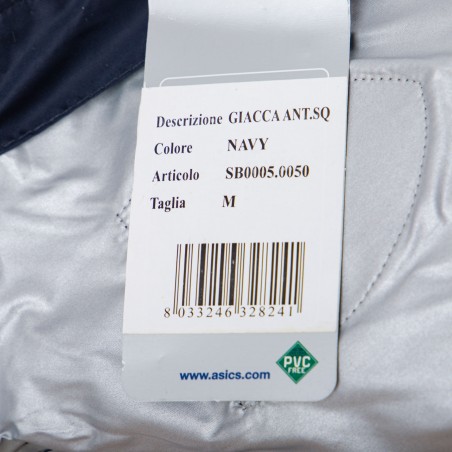 Descrizione GIACCA ANT.SQ
Colore NAVY
Articolo SB0005.0050
Taglia M
8 033246 328241
www.asics.com
PVC
FREE